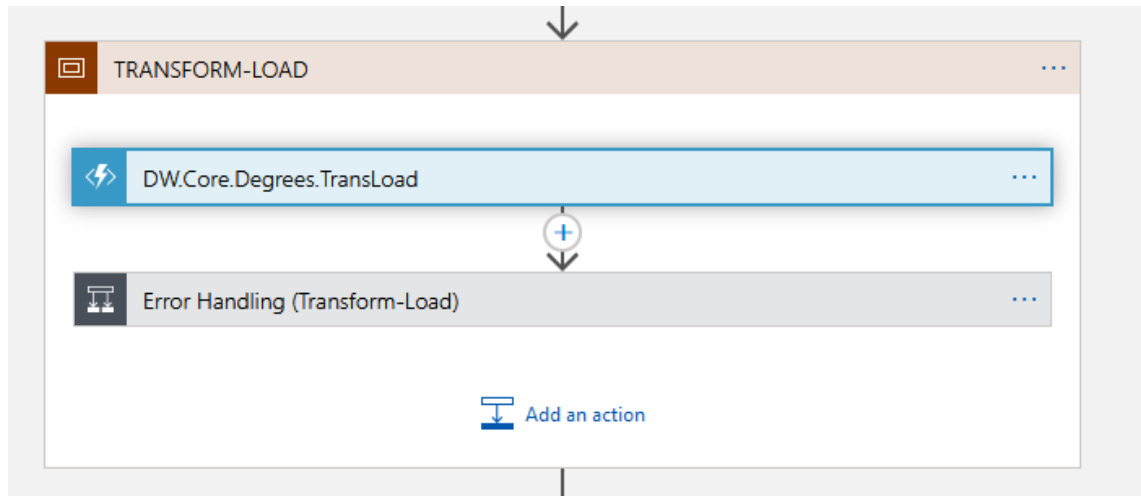 TRANSFORM-LOAD
DW.Core.Degrees.TransLoad
Error Handling (Transform-Load)
Add an action